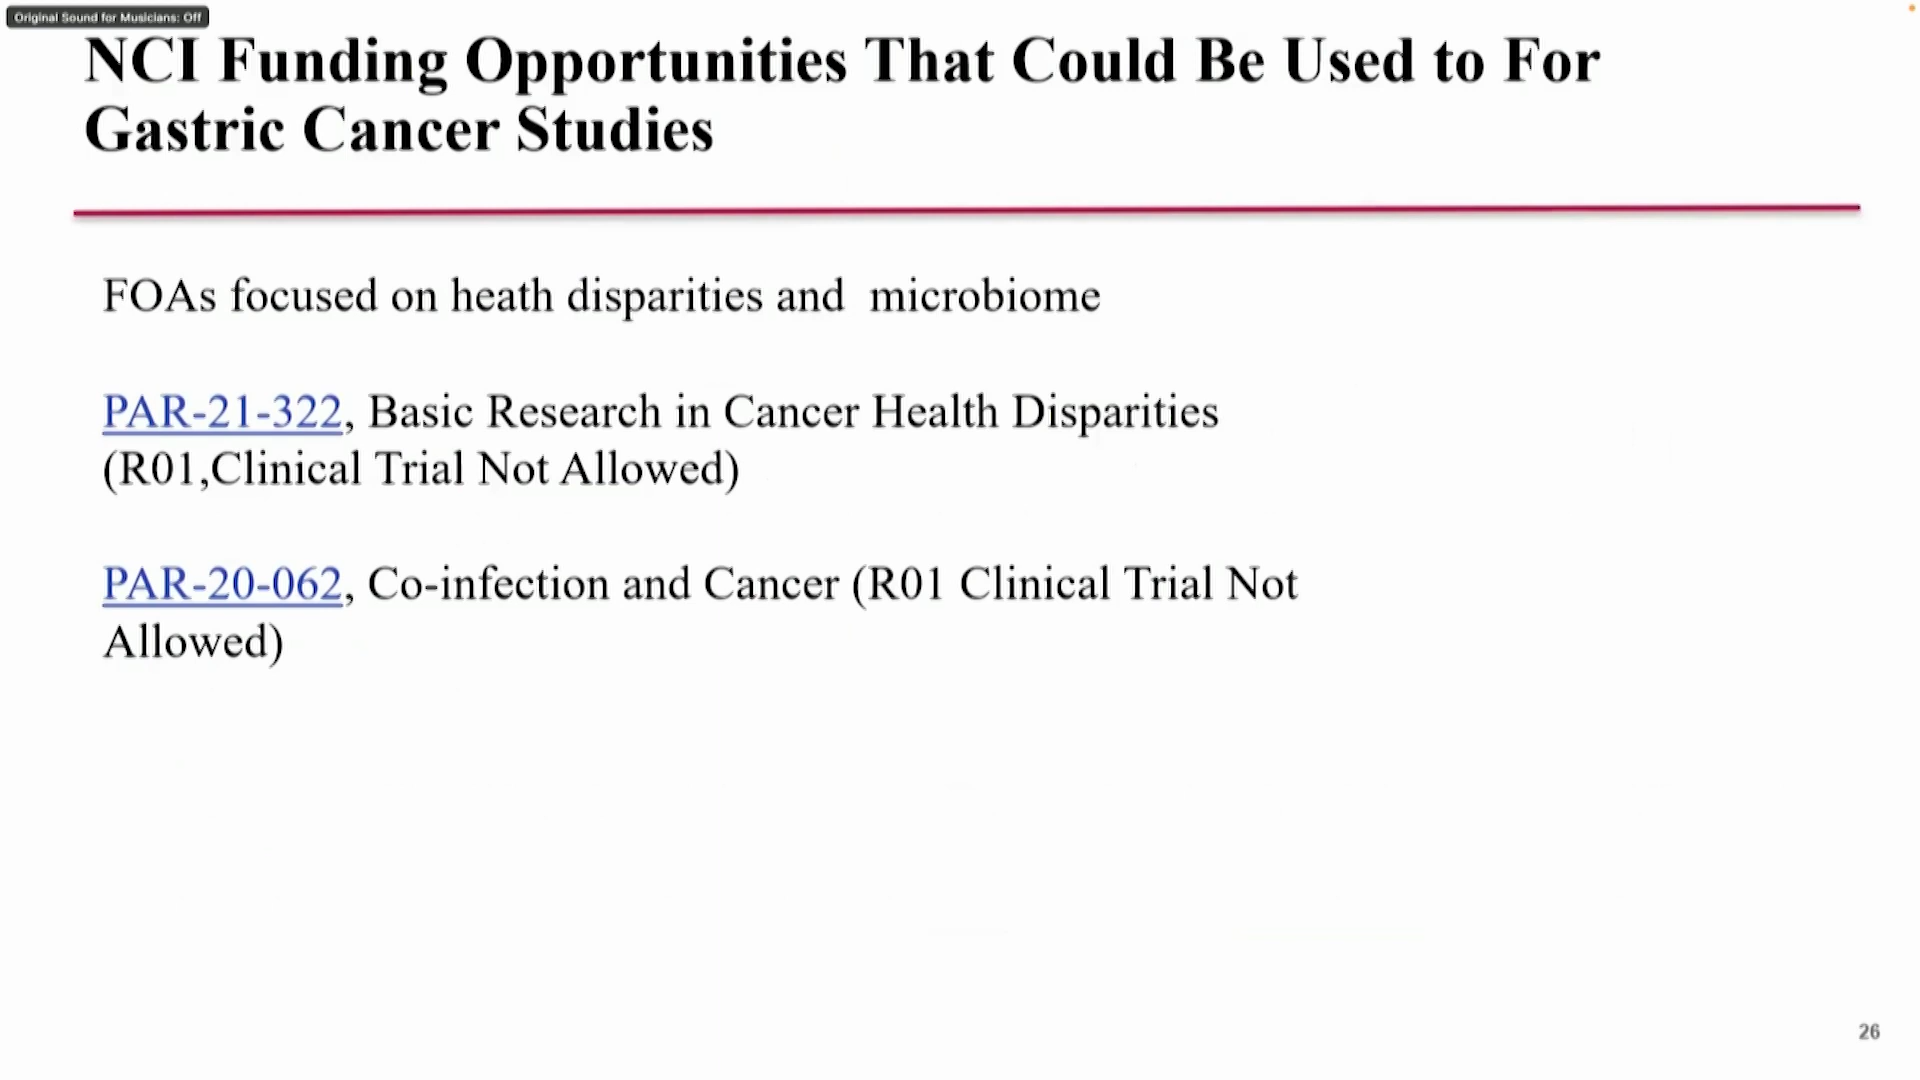 Original Sound for Musicians: Off
NCI Funding Opportunities That Could Be Used to For
Gastric Cancer Studies
FOAs focused on heath disparities and  microbiome
PAR-21-322, Basic Research in Cancer Health Disparities
(R01,Clinical Trial Not Allowed)
PAR-20-062, Co-infection and Cancer (R01 Clinical Trial Not
Allowed)
26